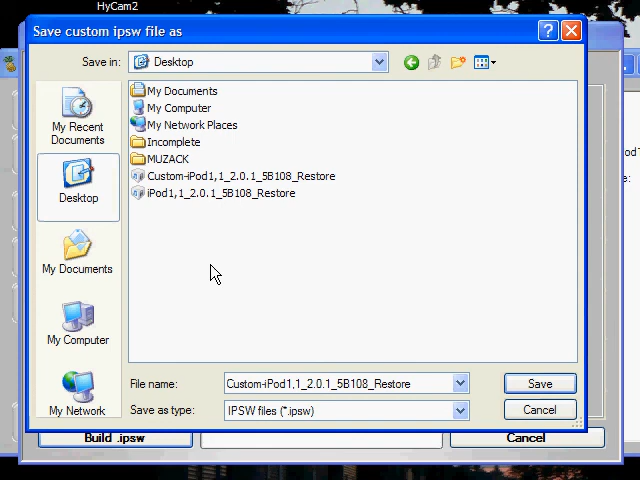 HyCam2
Save custom ipsw file as
Save in:
Desktop
My Recent
Documents
Desktop
My Documents
My Computer
My Network
My Documents
My Computer
My Network Places
Incomplete
MUZACK
Custom-iPod1,1_2.0.1_5B108_Restore
iPod1,1_2.0.1_5B108_Restore
File name:
Custom-iPod1,1_2.0.1_5B108_Restore
Save
Save as type:
IPSW files (*.ipsw)
Cancel
Build .ipsw
Cancel